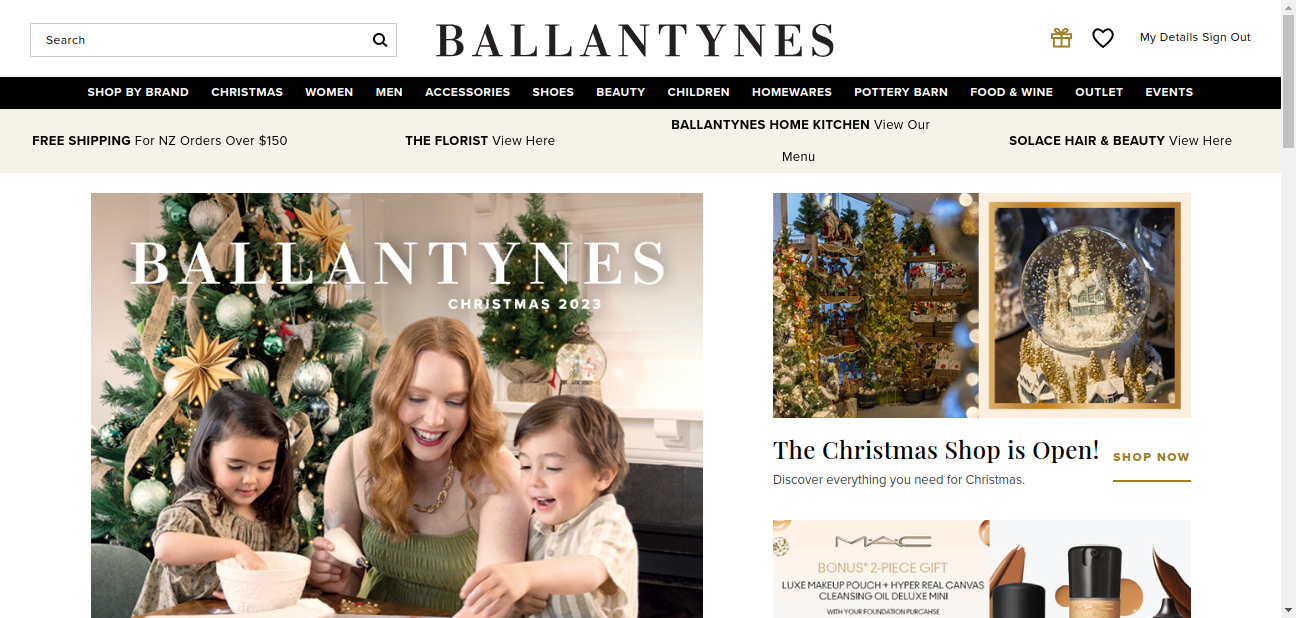 Search
BALLANTYNES
My Details Sign Out
SHOP BY BRAND CHRISTMAS WOMEN MEN ACCESSORIES SHOES BEAUTY CHILDREN HOMEWARES POTTERY BARN FOOD & WINE OUTLET EVENTS
FREE SHIPPING For NZ Orders Over $150
THE FLORIST View Here
BALLANTYNES HOME KITCHEN View Our
Menu
SOLACE HAIR & BEAUTY View Here
BALLANTYNES
CHRISTMAS 2023
The Christmas Shop is Open!
SHOP NOW
Discover everything you need for Christmas.
MAC
BONUS* 2-PIECE GIFT
LUXE MAKEUP POUCH + HYPER REAL CANVAS
CLEANSING OIL DELUXE MINI
WITH YOUR FOUNDATION PURCAHSE